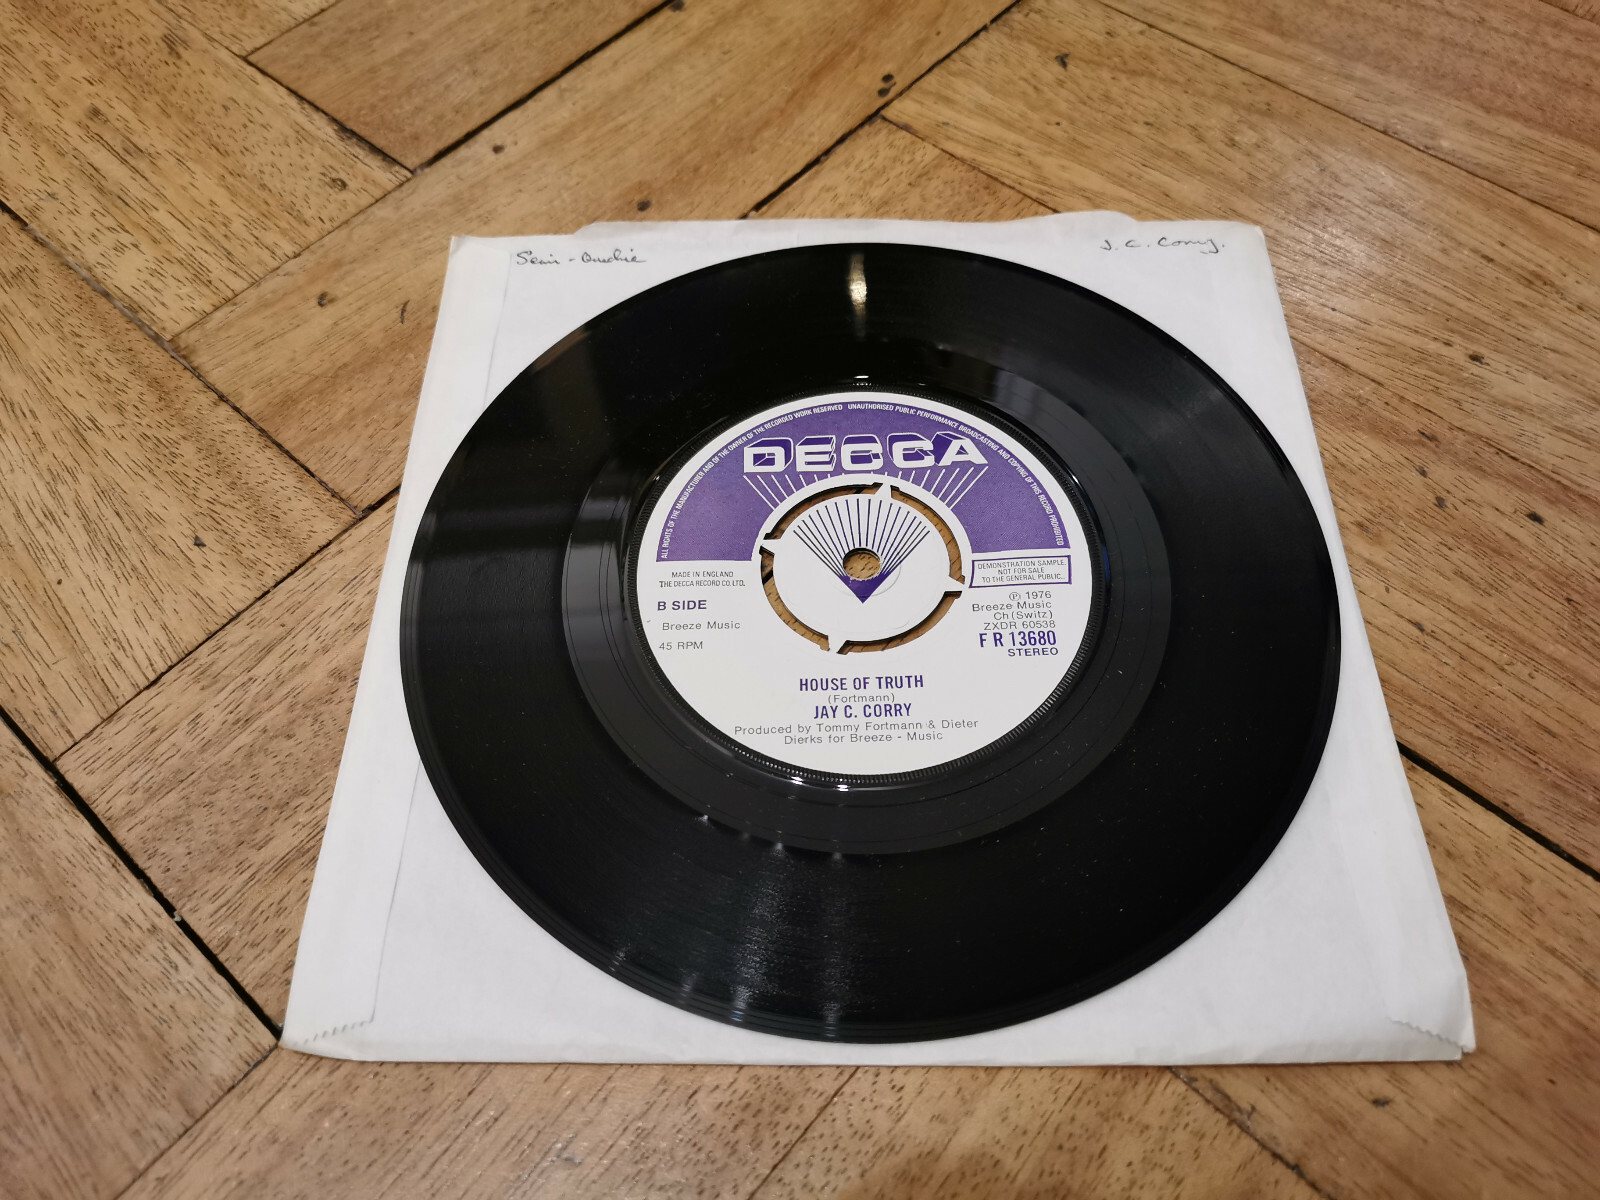 J. C. Corry.
ALL RIGHTS OF THE MANUFACTURER AND OF THE OWNER OF THE RECORDED WORK RESERVED UNAUTHORISED PUBLIC PERFORMANCE BROADCASTING AND COPYING OF THIS RECORD PROHIBITED
DECCA
MADE IN ENGLAND
THE DECCA RECORD CO. LTD.
B SIDE
Breeze Music
45 RPM
DEMONSTRATION SAMPLE
NOT FOR SALE
TO THE GENERAL PUBLIC.
℗ 1976
Breeze Music
Ch (Switz)
ZXDR 60538
F R 13680
STEREO
HOUSE OF TRUTH
(Fortmann)
JAY C. CORRY
Produced by Tommy Fortmann & Dieter
Dierks for Breeze - Music